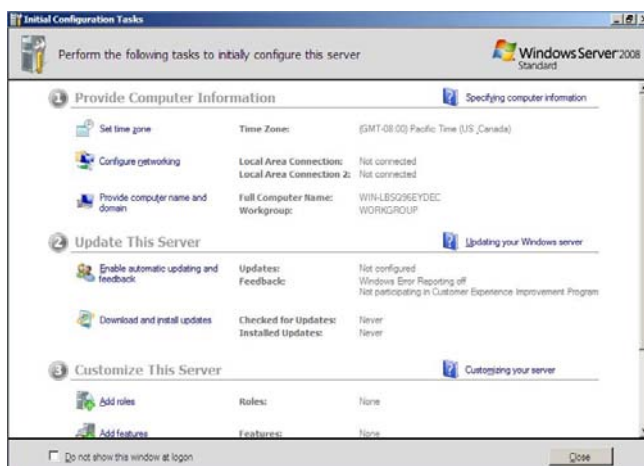 Initial Configuration Tasks
Perform the following tasks to initially configure this server
Windows Server 2008
Standard
1 Provide Computer Information
Specifying computer information
Set time zone
Time Zone: (GMT-08:00) Pacific Time (US _Canada)
Configure networking
Local Area Connection: Not connected
Local Area Connection 2: Not connected
Provide computer name and domain
Full Computer Name: WIN-LBSQ96EYDEC
Workgroup: WORKGROUP
2 Update This Server
Updating your Windows server
Enable automatic updating and feedback
Updates: Not configured
Feedback: Windows Error Reporting off
Not participating in Customer Experience Improvement Program
Download and install updates
Checked for Updates: Never
Installed Updates: Never
3 Customize This Server
Customizing your server
Add roles
Roles: None
Add features
Features: None
Do not show this window at logon
Close